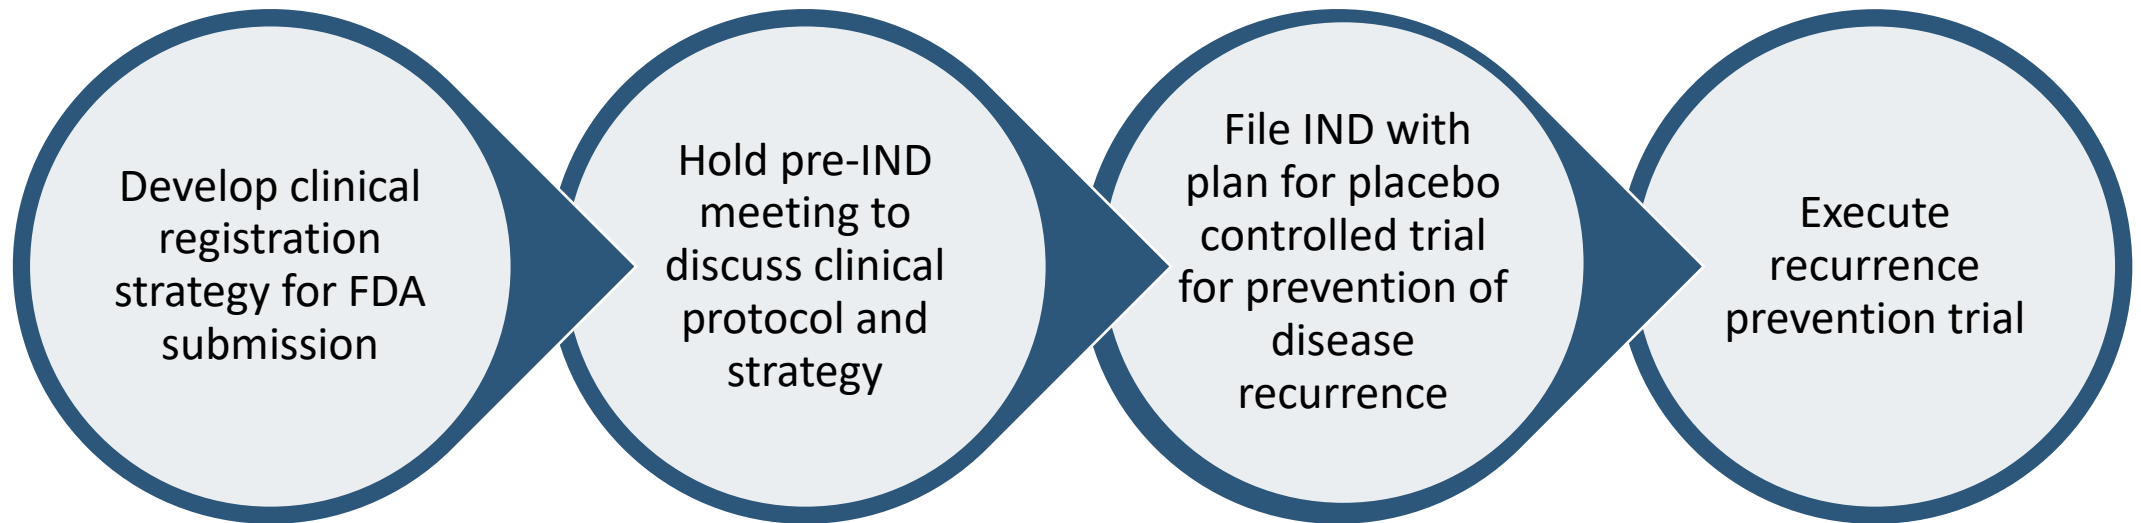 Develop clinical
registration
strategy for FDA
submission
Hold pre-IND
meeting to
discuss clinical
protocol and
strategy
File IND with
plan for placebo
controlled trial
for prevention of
disease
recurrence
Execute
recurrence
prevention trial